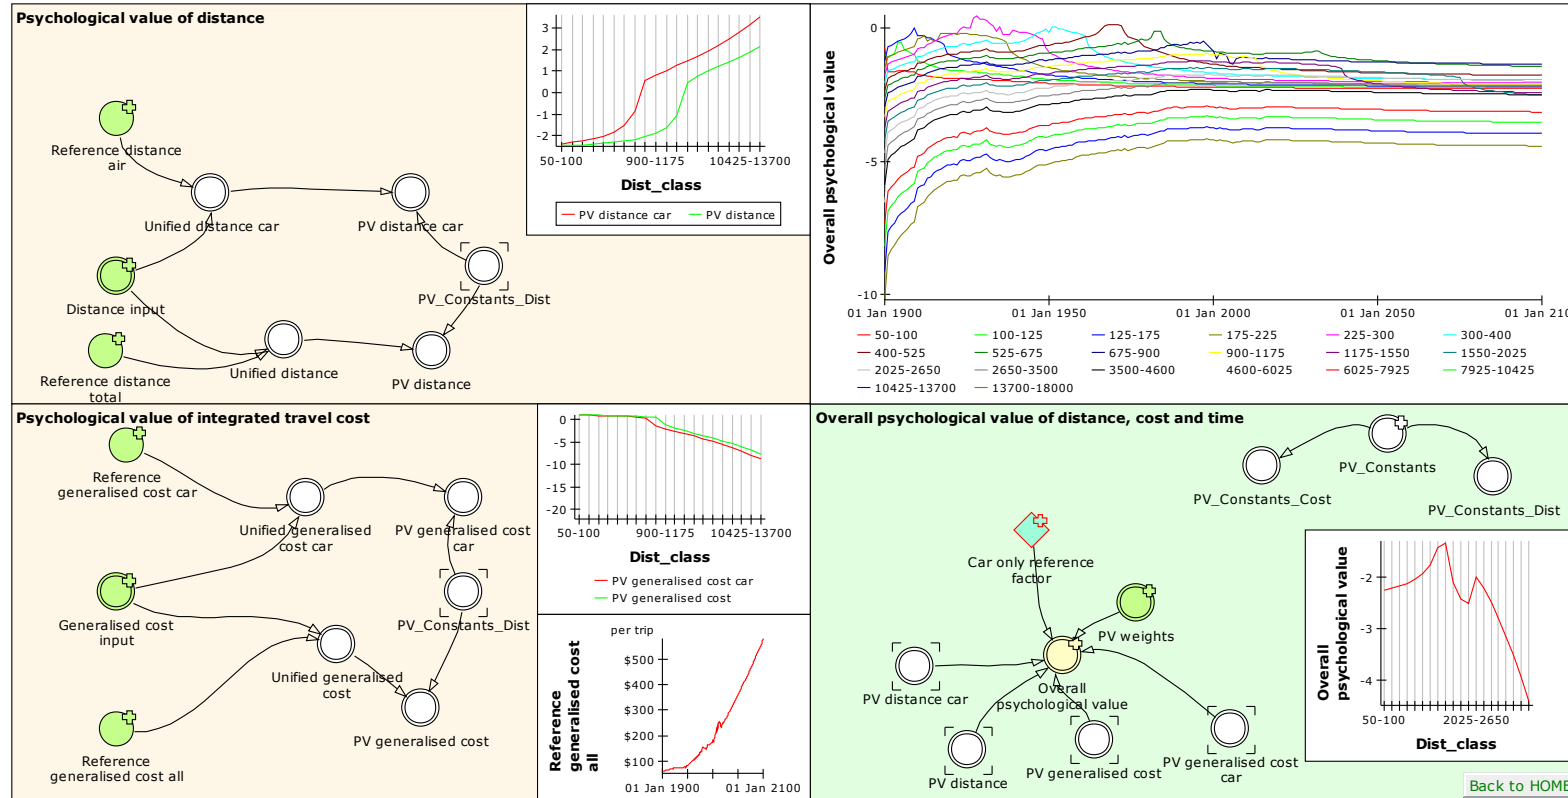 Psychological value of distance
Reference distance
air
Unified distance car
PV distance car
PV_Constants_Dist
Distance input
Unified distance
PV distance
Reference distance
total
3
2
1
0
-1
-2
50-100
900-1175
10425-13700
Dist_class
PV distance car
PV distance
Overall psychological value
0
-5
-10
01 Jan 1900
01 Jan 1950
01 Jan 2000
01 Jan 2050
01 Jan 210
50-100
100-125
125-175
175-225
225-300
300-400
400-525
525-675
675-900
900-1175
1175-1550
1550-2025
2025-2650
2650-3500
3500-4600
4600-6025
6025-7925
7925-10425
10425-13700
13700-18000
Psychological value of integrated travel cost
Reference
generalised cost car
Unified generalised
cost car
PV generalised cost
car
Generalised cost
input
PV_Constants_Dist
Unified generalised
cost
PV generalised cost
Reference
generalised cost all
0
-5
-10
-15
-20
50-100
900-1175
10425-13700
Dist_class
PV generalised cost car
PV generalised cost
Reference
generalised cost
all
per trip
$500
$400
$300
$200
$100
01 Jan 1900
01 Jan 2100
Overall psychological value of distance, cost and time
PV_Constants
PV_Constants_Cost
PV_Constants_Dist
Car only reference
factor
PV weights
PV distance car
Overall
psychological value
PV distance
PV generalised cost
PV generalised cost
car
Overall
psychological value
-2
-3
-4
50-100
2025-2650
Dist_class
Back to HOME